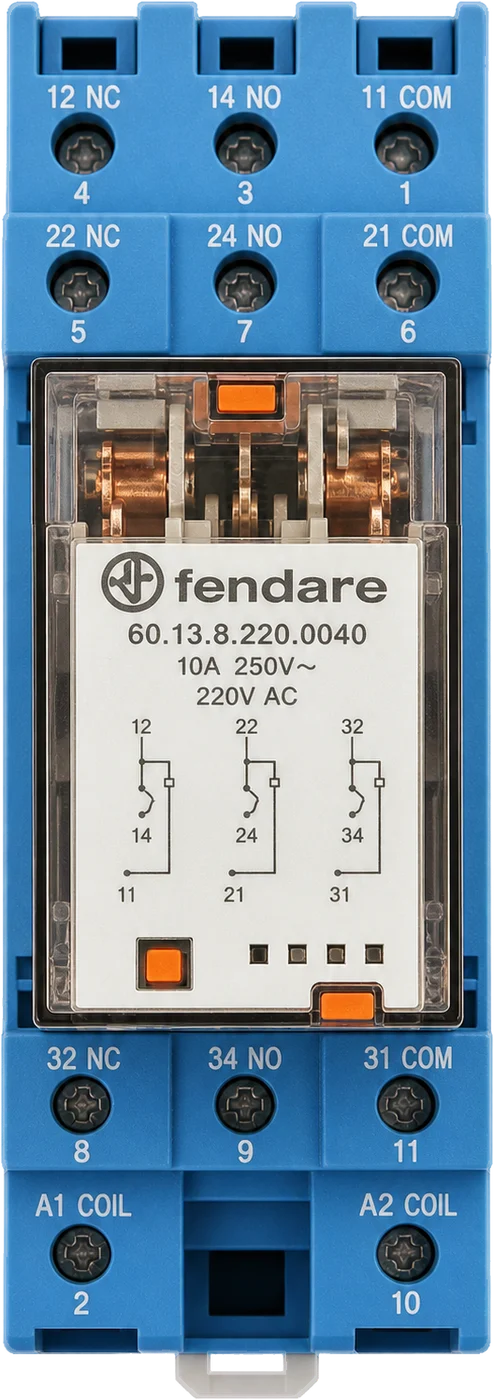 12 NC 14 NO 11 COM
4 3 1
22 NC 24 NO 21 COM
5 7 6
fendare
60.13.8.220.0040
10A 250V~
220V AC
12 22 32
14 24 34
11 21 31
32 NC 34 NO 31 COM
8 9 11
A1 COIL A2 COIL
2 10